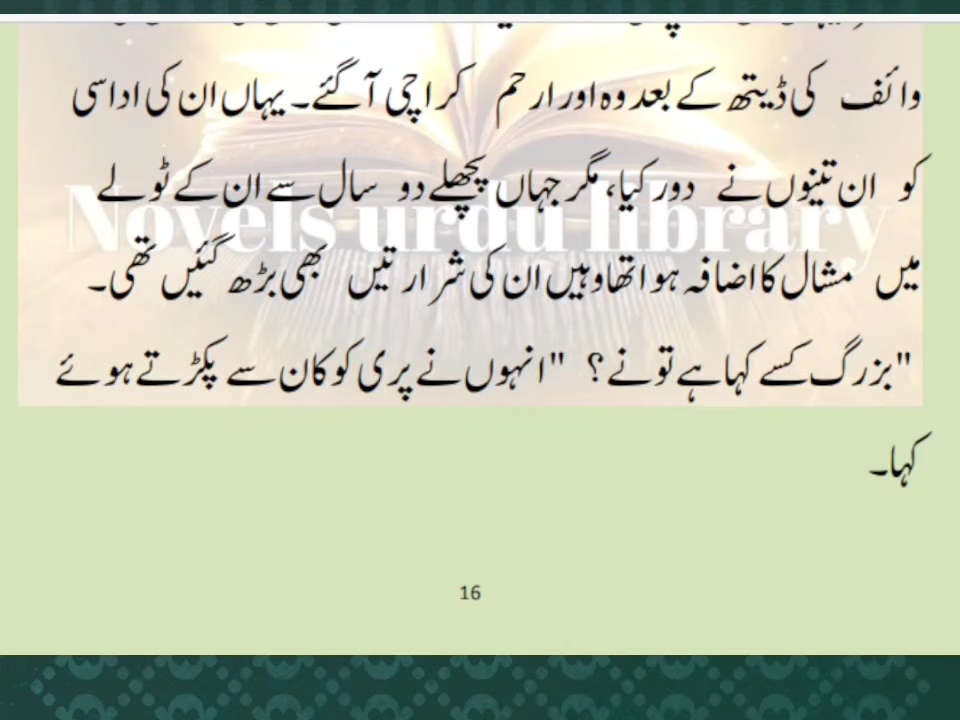 وائف کی ڈیتھ کے بعد وہ اور ارحم کراچی آگئے۔ یہاں ان کی اداسی
کو ان تینوں نے دور کیا، مگر جہاں پچھلے دو سال سے ان کے ٹولے
Novels urdu library
میں مشال کا اضافہ ہوا تھا وہیں ان کی شرارتیں بھی بڑھ گئیں تھی۔
"بزرگ کسے کہا ہے تو نے؟ "انہوں نے پری کو کان سے پکڑتے ہوئے
کہا۔
16